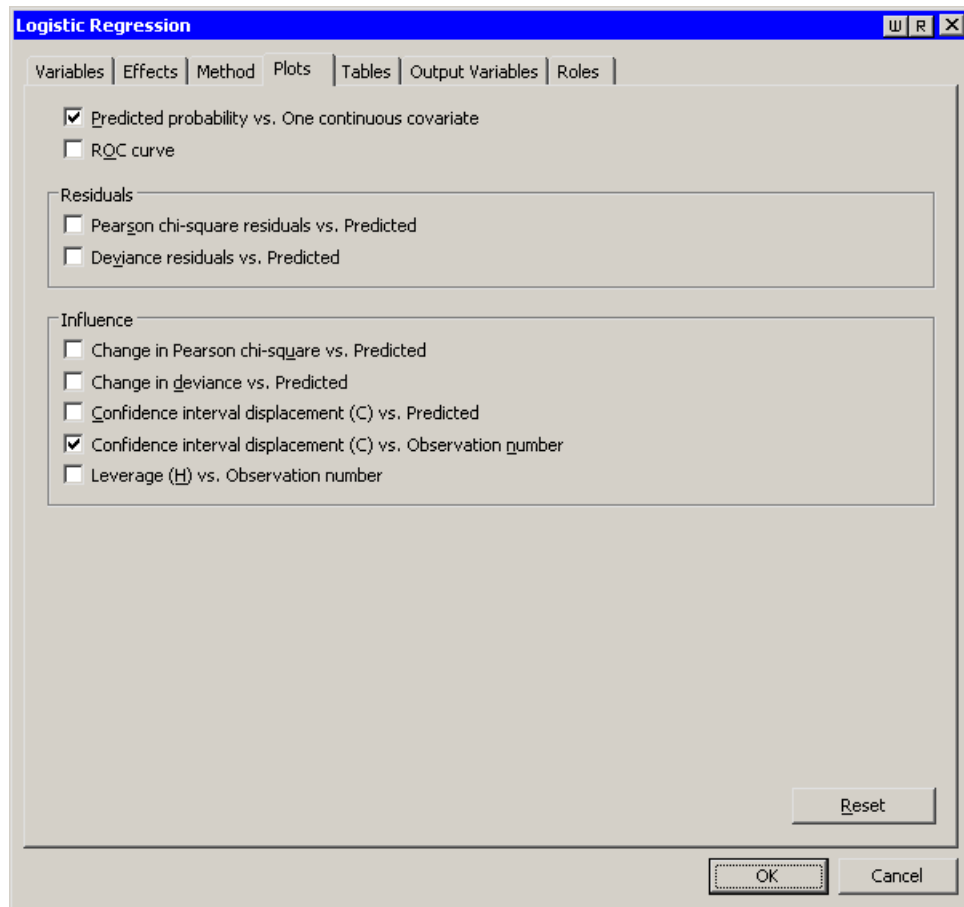 Logistic Regression W R
Variables Effects Method Plots Tables Output Variables Roles
Predicted probability vs. One continuous covariate
ROC curve
Residuals
Pearson chi-square residuals vs. Predicted
Deviance residuals vs. Predicted
Influence
Change in Pearson chi-square vs. Predicted
Change in deviance vs. Predicted
Confidence interval displacement (C) vs. Predicted
Confidence interval displacement (C) vs. Observation number
Leverage (H) vs. Observation number
Reset
OK Cancel